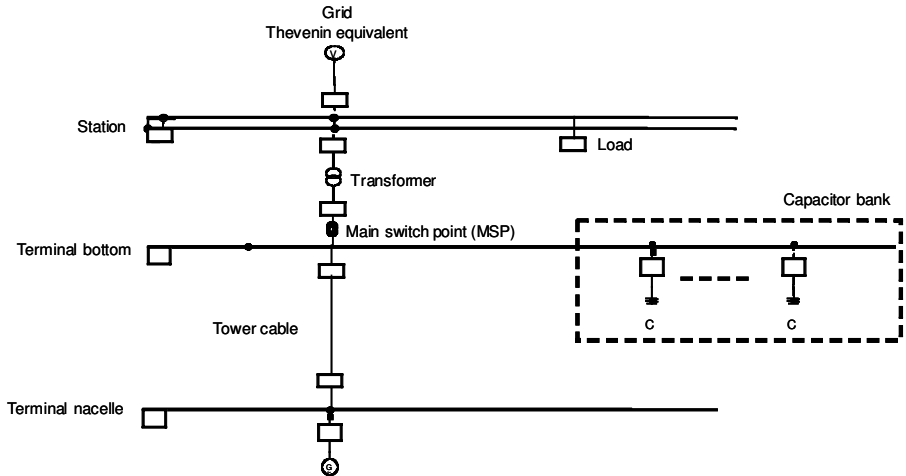 Grid
Thevenin equivalent
V
Station
Load
Transformer
Capacitor bank
Main switch point (MSP)
Terminal bottom
C C
Tower cable
Terminal nacelle
G